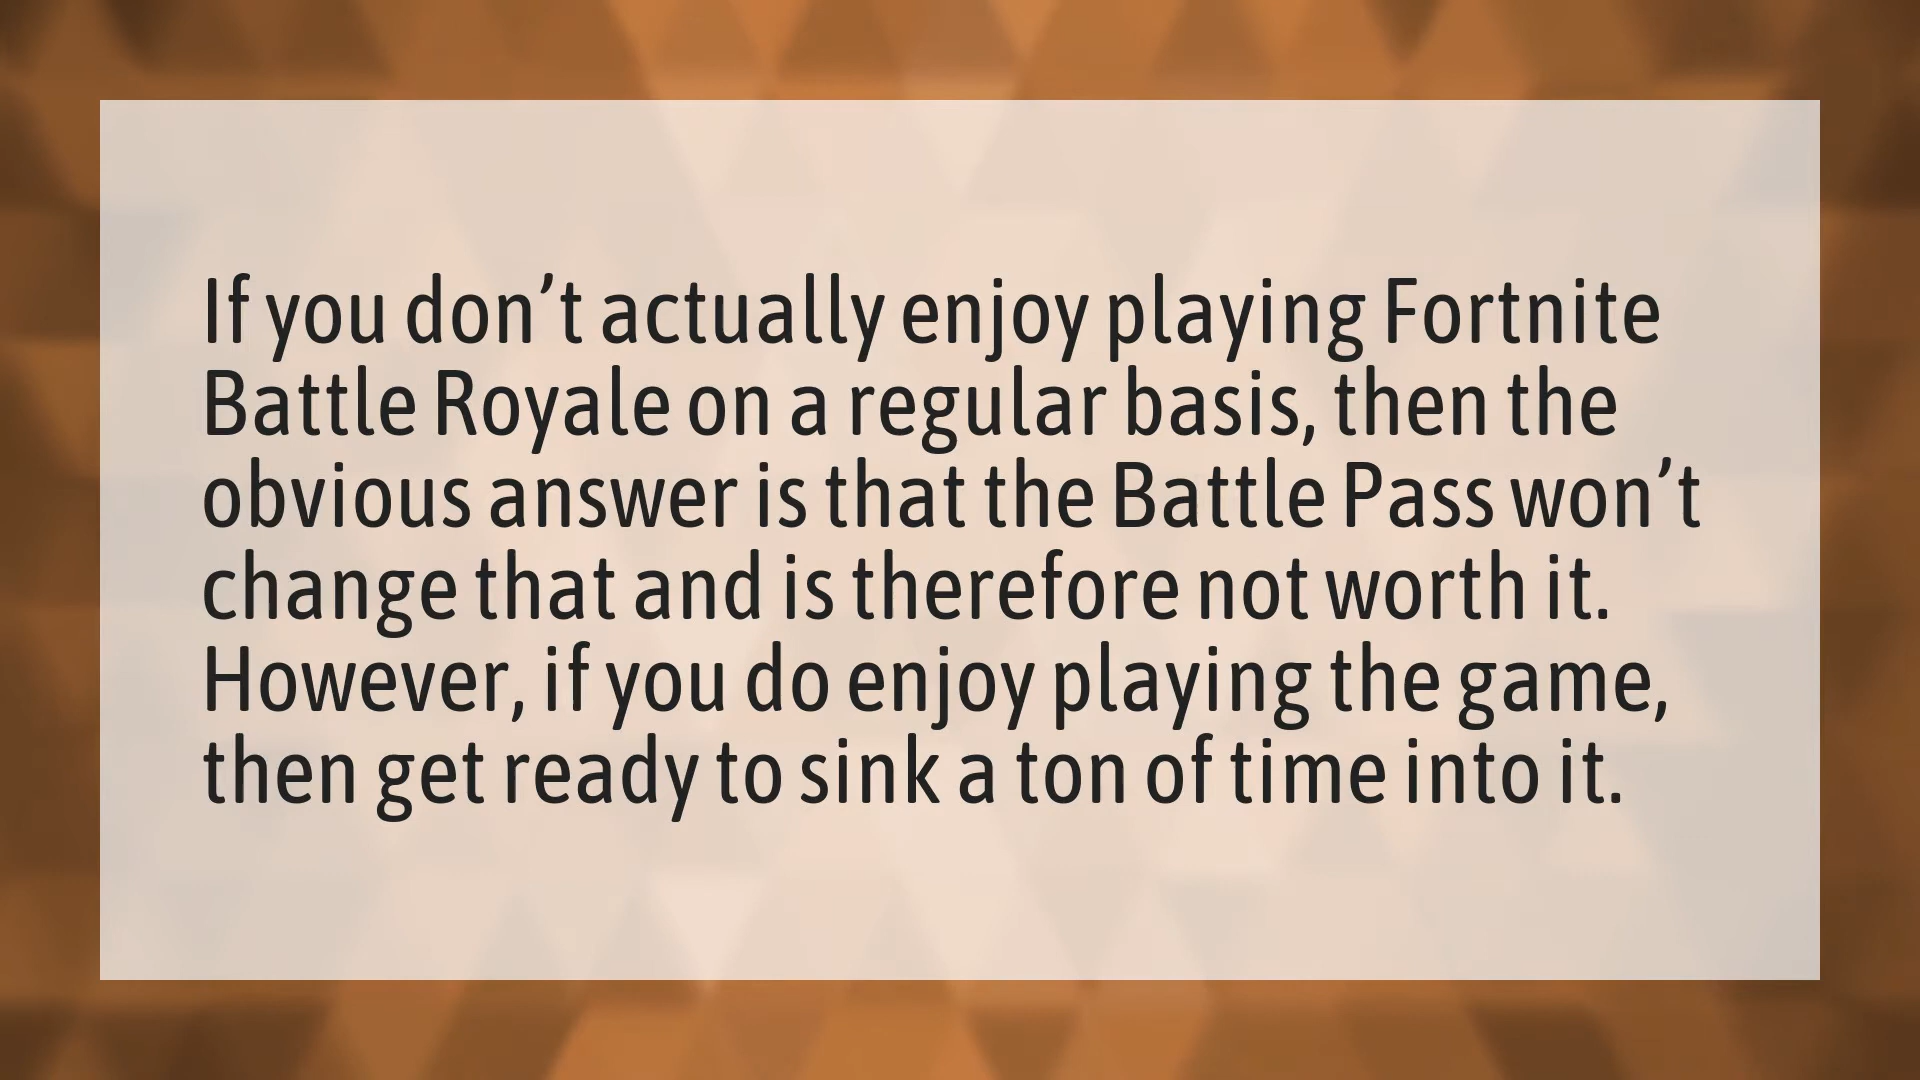 If you don’t actually enjoy playing Fortnite
Battle Royale on a regular basis, then the
obvious answer is that the Battle Pass won’t
change that and is therefore not worth it.
However, if you do enjoy playing the game,
then get ready to sink a ton of time into it.